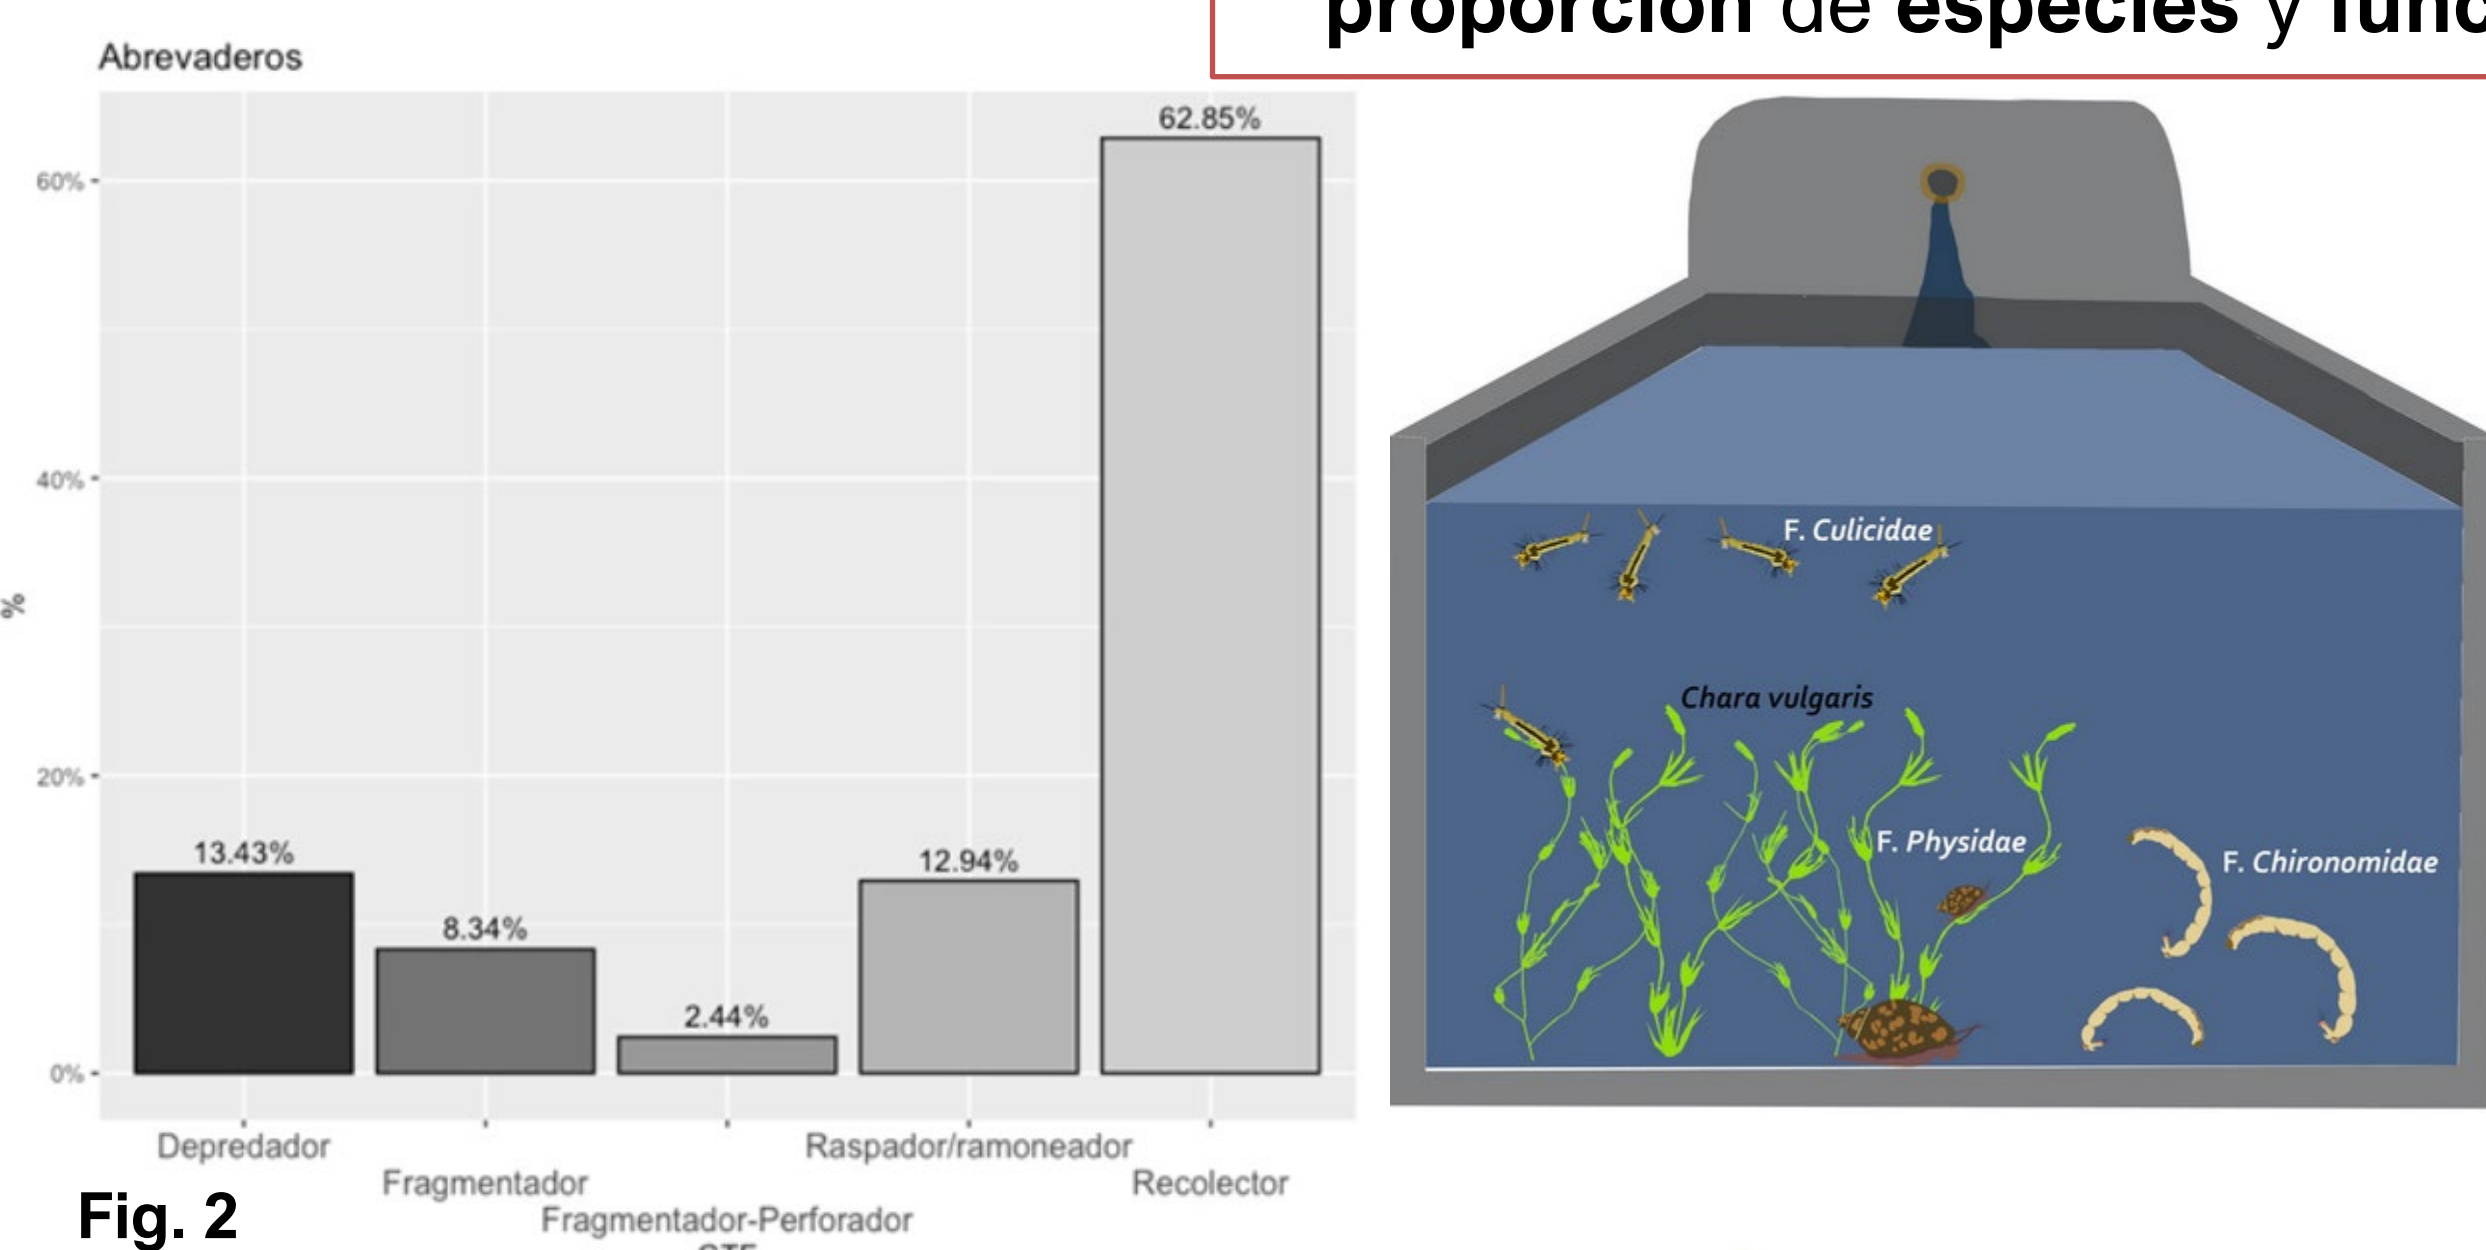 proporción de especies y func
Abrevaderos
62.85%
60%
40%
20%
0%
%
13.43%
8.34%
2.44%
12.94%
Depredador
Raspador/ramoneador
Fragmentador
Recolector
Fragmentador-Perforador
Fig. 2
F. Culicidae
Chara vulgaris
F. Physidae
F. Chironomidae